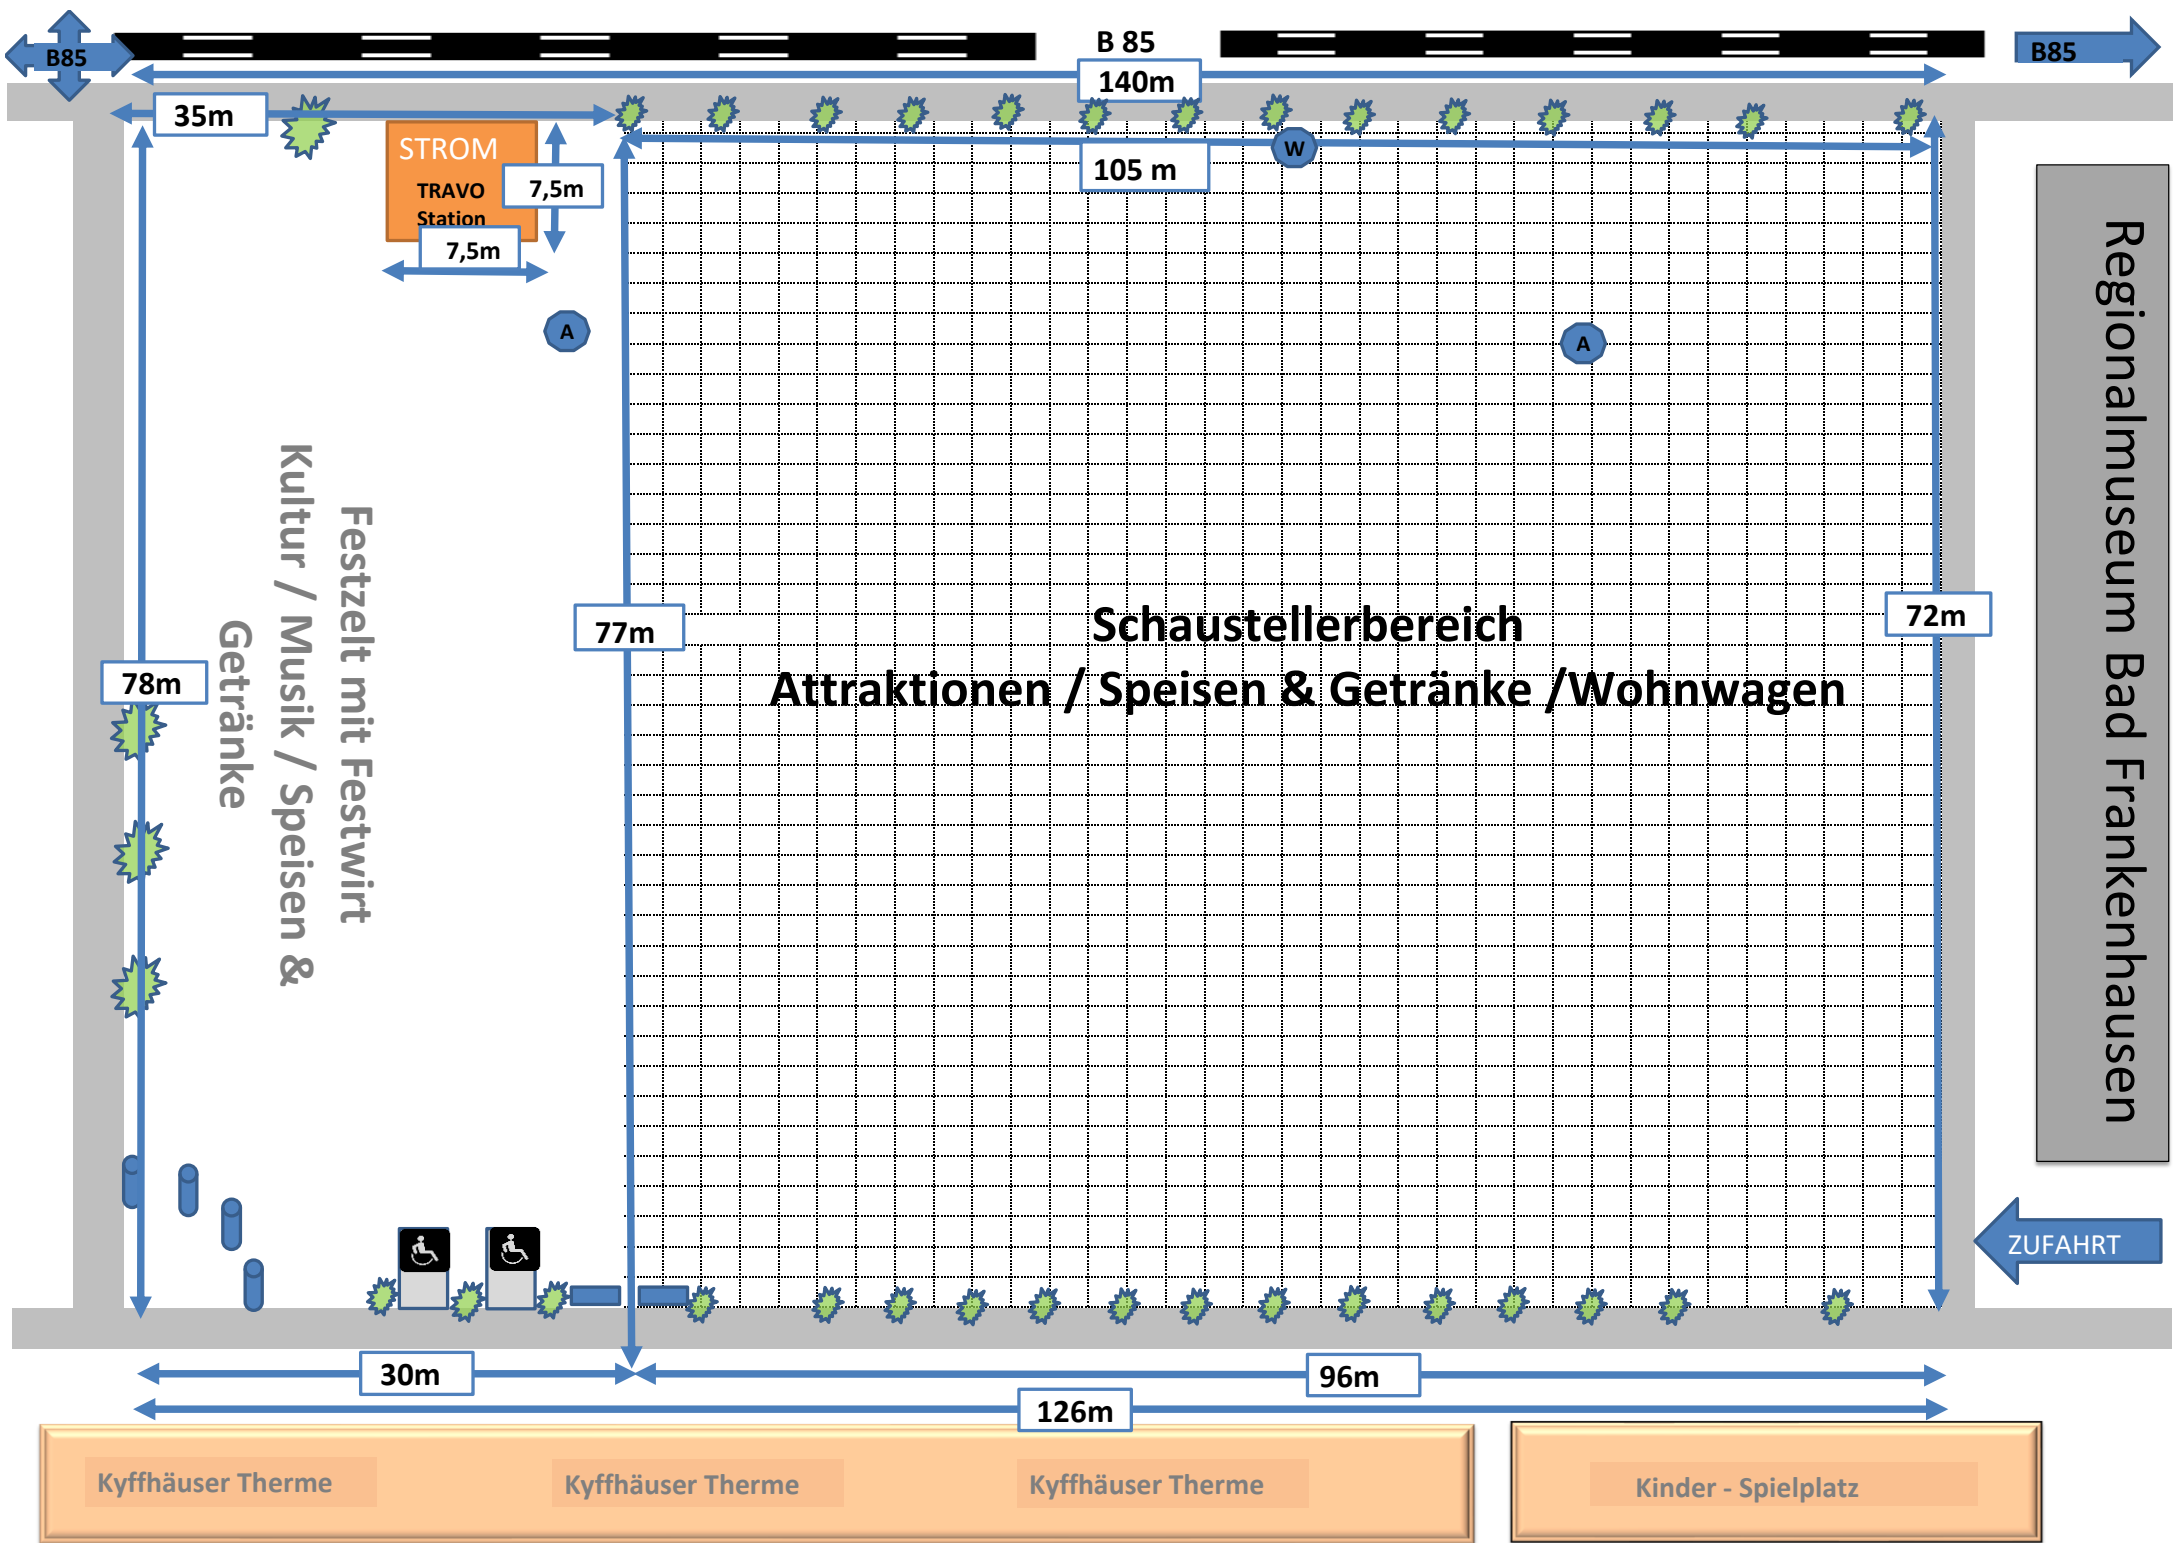 B85
B 85
B85
140m
35m
STROM
TRAVO
Station
7,5m
7,5m
105 m
W
A
A
Festzelt mit Festwirt
Kultur / Musik / Speisen &
Getränke
78m
77m
72m
Schaustellerbereich
Attraktionen / Speisen & Getränke /Wohnwagen
Regionalmuseum Bad Frankenhausen
ZUFAHRT
30m
96m
126m
Kyffhäuser Therme
Kyffhäuser Therme
Kyffhäuser Therme
Kinder - Spielplatz